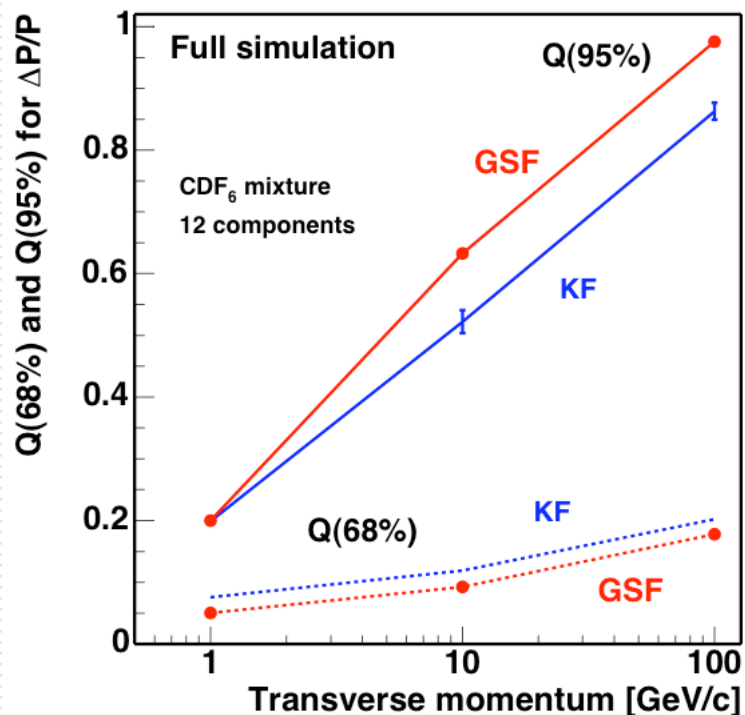 Q(68%) and Q(95%) for ΔP/P
1
0.8
0.6
0.4
0.2
0
Full simulation
Q(95%)
GSF
CDF₆ mixture
12 components
KF
Q(68%)
KF
GSF
1 10 100
Transverse momentum [GeV/c]